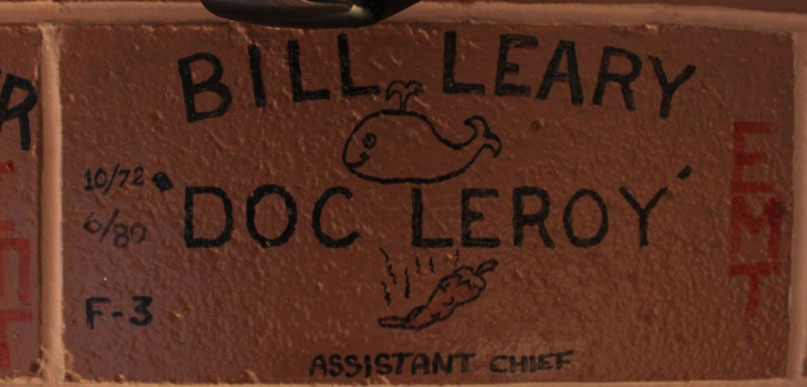 BILL LEARY
10/72
'DOC LEROY'
6/80
F-3
ASSISTANT CHIEF
EMT
R